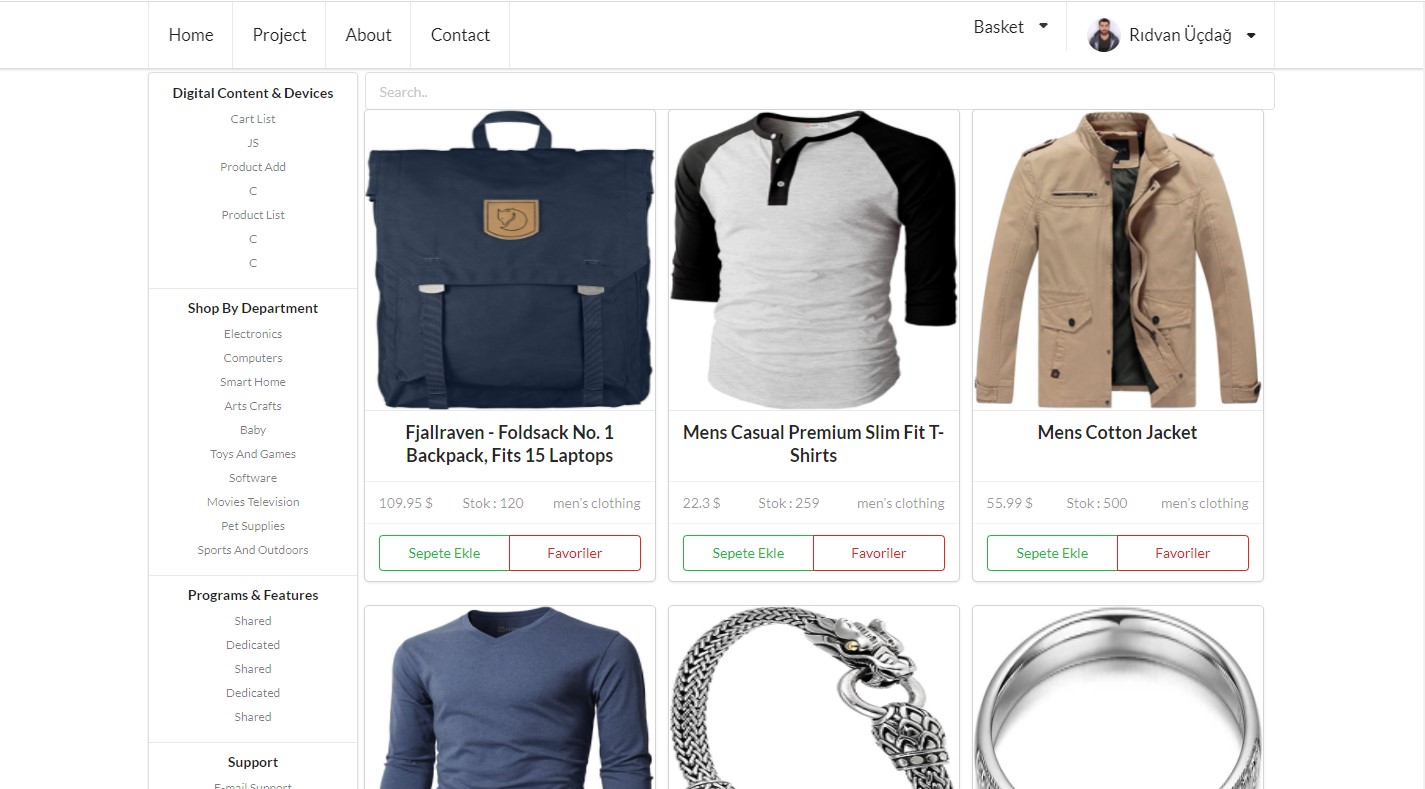 Home
Project
About
Contact
Basket
Rıdvan Üçdağ
Digital Content & Devices
Cart List
JS
Product Add
C
Product List
C
C
Shop By Department
Electronics
Computers
Smart Home
Arts Crafts
Baby
Toys And Games
Software
Movies Television
Pet Supplies
Sports And Outdoors
Programs & Features
Shared
Dedicated
Shared
Dedicated
Shared
Support
E-mail Support
Search..
Fjallraven - Foldsack No. 1
Backpack, Fits 15 Laptops
109.95 $ Stok : 120 men's clothing
Sepete Ekle Favoriler
Mens Casual Premium Slim Fit T-
Shirts
22.3 $ Stok : 259 men's clothing
Sepete Ekle Favoriler
Mens Cotton Jacket
55.99 $ Stok : 500 men's clothing
Sepete Ekle Favoriler